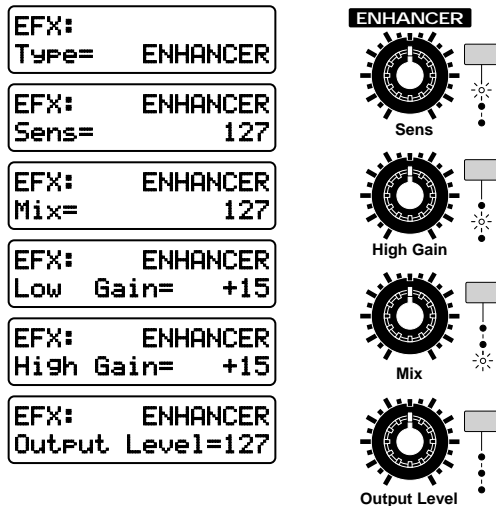 EFX:
Type= ENHANCER
EFX: ENHANCER
Sens= 127
EFX: ENHANCER
Mix= 127
EFX: ENHANCER
Low Gain= +15
EFX: ENHANCER
High Gain= +15
EFX: ENHANCER
Output Level=127
ENHANCER
Sens
High Gain
Mix
Output Level